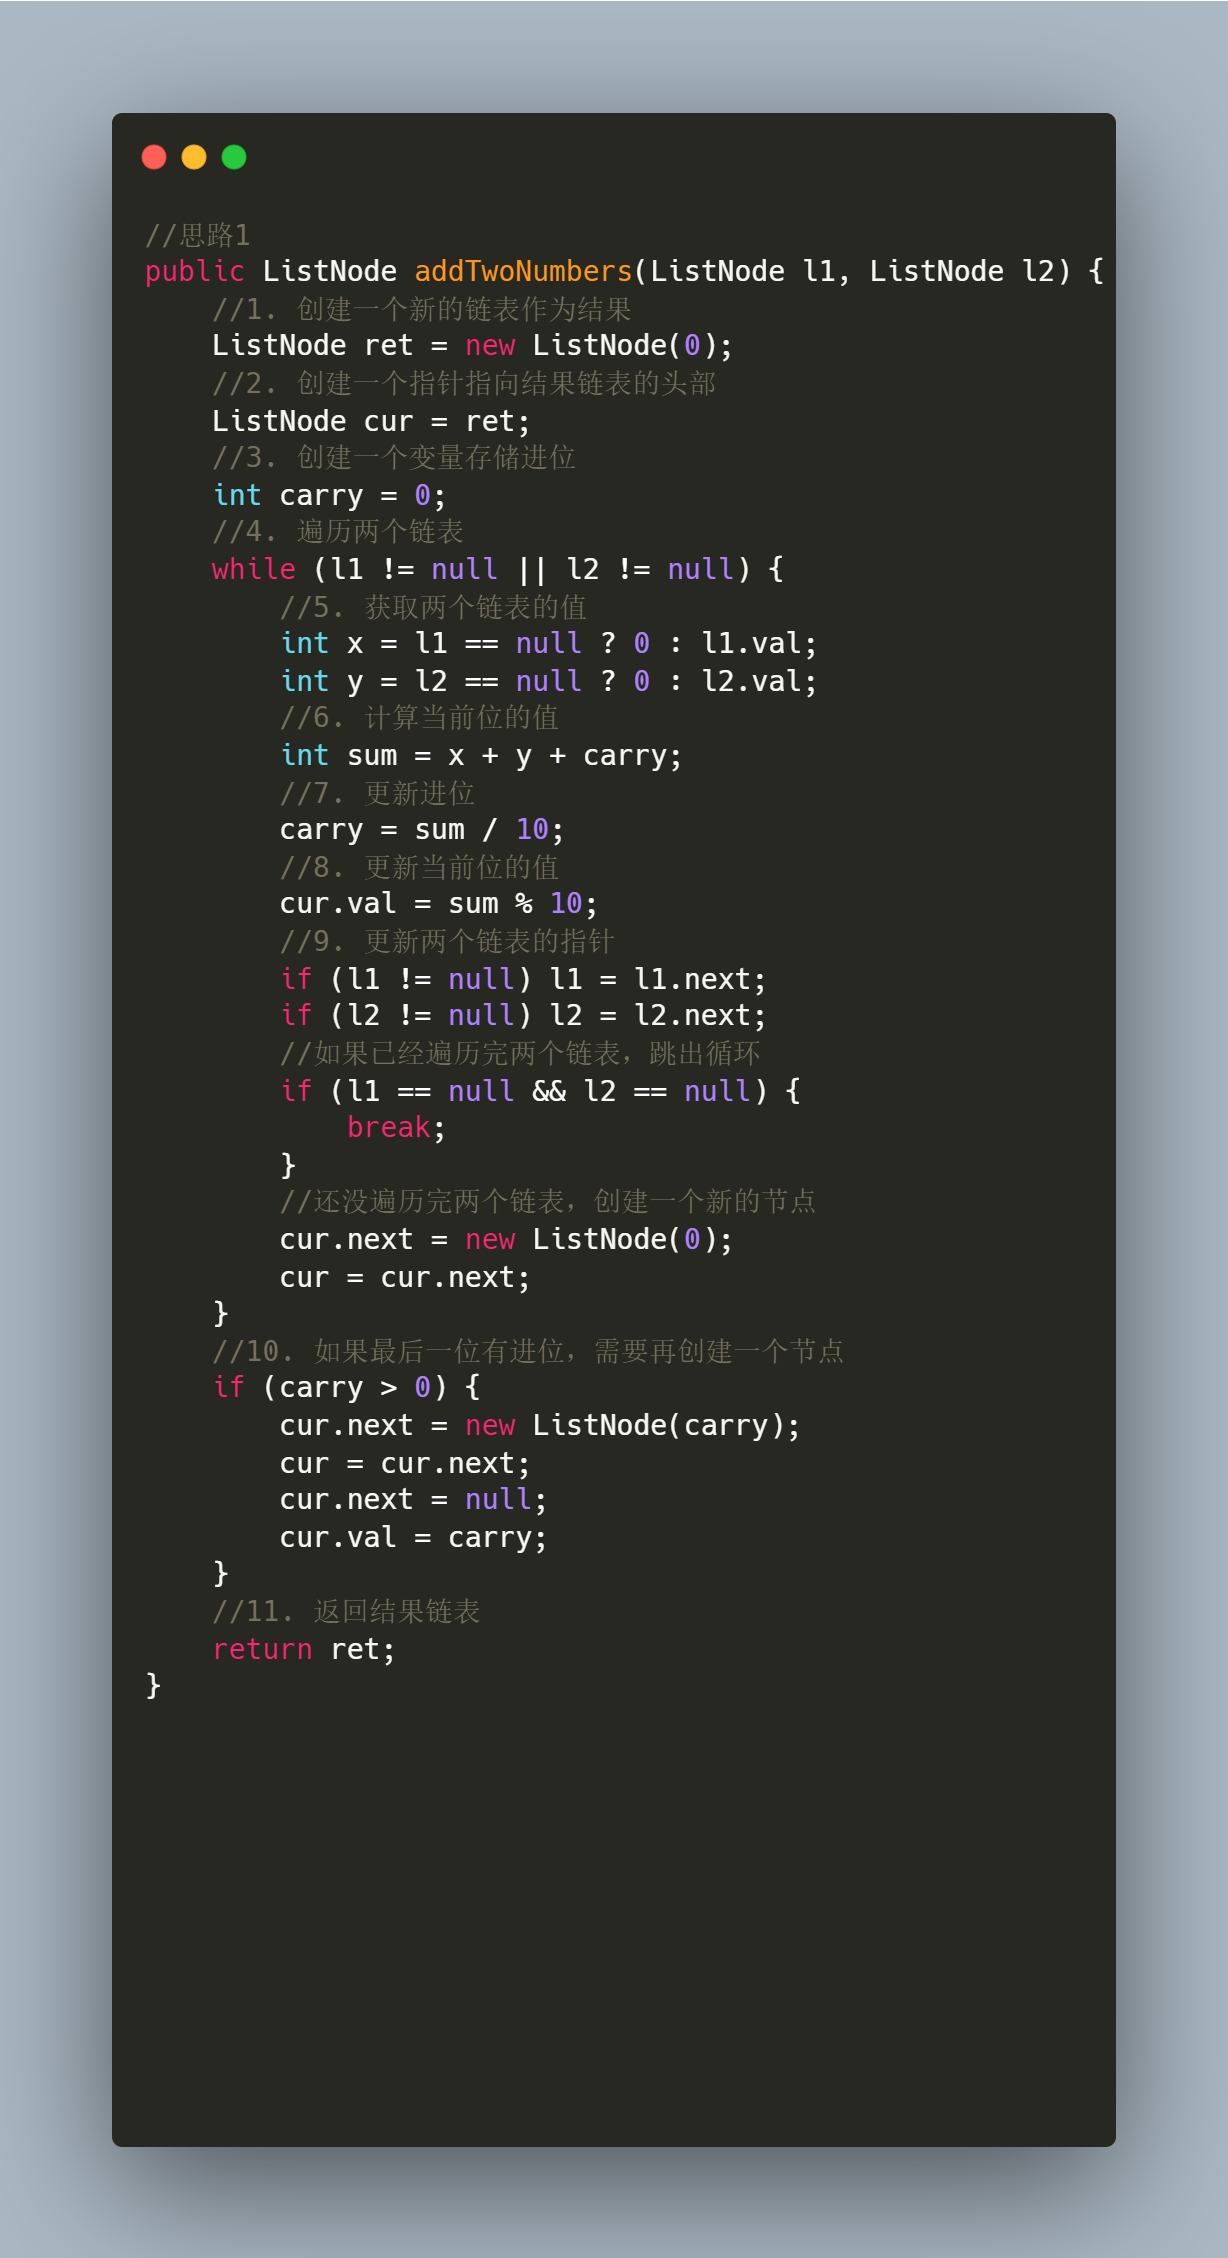 //思路1
public ListNode addTwoNumbers(ListNode l1, ListNode l2) {
    //1. 创建一个新的链表作为结果
    ListNode ret = new ListNode(0);
    //2. 创建一个指针指向结果链表的头部
    ListNode cur = ret;
    //3. 创建一个变量存储进位
    int carry = 0;
    //4. 遍历两个链表
    while (l1 != null || l2 != null) {
        //5. 获取两个链表的值
        int x = l1 == null ? 0 : l1.val;
        int y = l2 == null ? 0 : l2.val;
        //6. 计算当前位的值
        int sum = x + y + carry;
        //7. 更新进位
        carry = sum / 10;
        //8. 更新当前位的值
        cur.val = sum % 10;
        //9. 更新两个链表的指针
        if (l1 != null) l1 = l1.next;
        if (l2 != null) l2 = l2.next;
        //如果已经遍历完两个链表，跳出循环
        if (l1 == null && l2 == null) {
            break;
        }
        //还没遍历完两个链表，创建一个新的节点
        cur.next = new ListNode(0);
        cur = cur.next;
    }
    //10. 如果最后一位有进位，需要再创建一个节点
    if (carry > 0) {
        cur.next = new ListNode(carry);
        cur = cur.next;
        cur.next = null;
        cur.val = carry;
    }
    //11. 返回结果链表
    return ret;
}